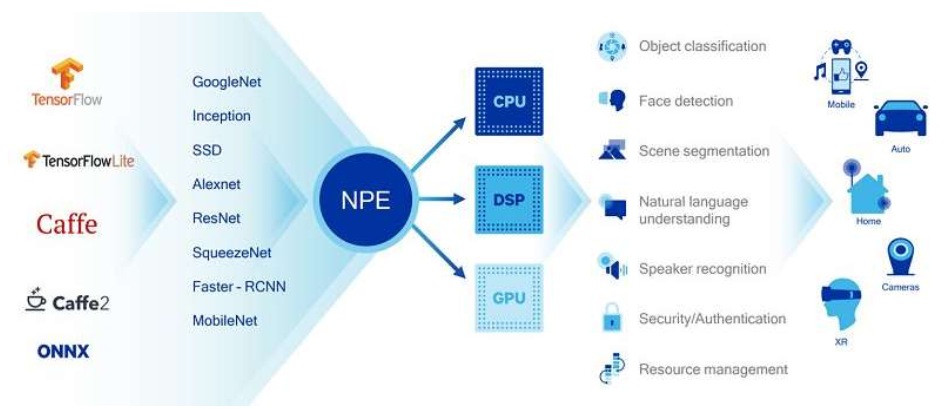 TensorFlow
TensorFlowLite
Caffe
Caffe2
ONNX
GoogleNet
Inception
SSD
Alexnet
ResNet
SqueezeNet
Faster - RCNN
MobileNet
NPE
CPU
DSP
GPU
Object classification
Face detection
Scene segmentation
Natural language
understanding
Speaker recognition
Security/Authentication
Resource management
Mobile
Auto
Home
Cameras
XR